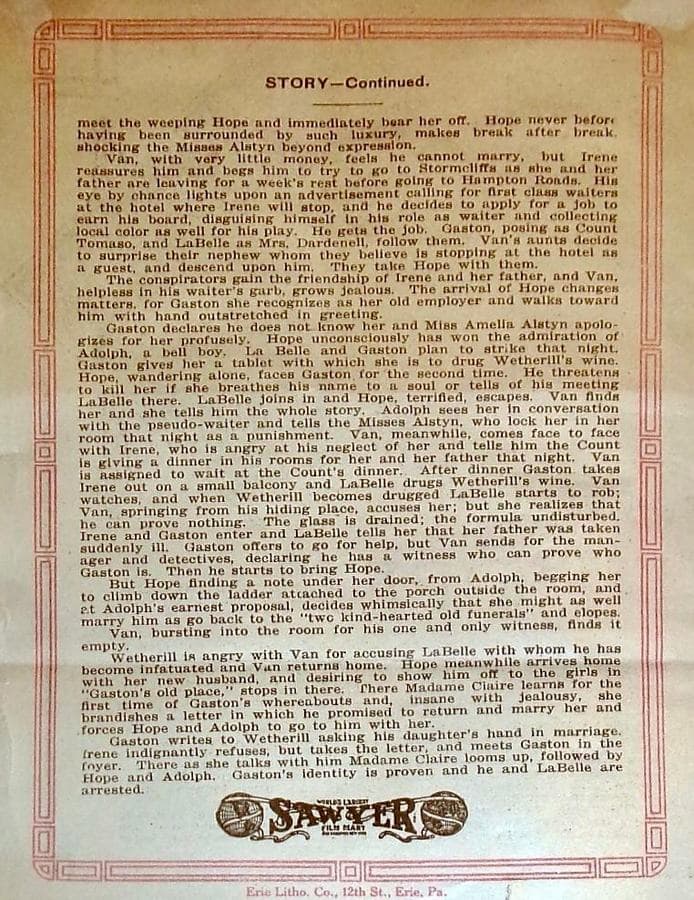 STORY—Continued.
meet the weeping Hope and immediately bear her off. Hope never before
having been surrounded by such luxury, makes break after break.
shocking the Misses Alstyn beyond expression.
Van, with very little money, feels he cannot marry, but Irene
reassures him and begs him to try to go to Stormcliffs as she and her
father are leaving for a week's rest before going to Hampton Roads. His
eye by chance lights upon an advertisement calling for first class waiters
at the hotel where Irene will stop, and he decides to apply for a job to
earn his board, disguising himself in his role as waiter and collecting
local color as well for his play. He gets the job. Gaston, posing as Count
Tomaso, and LaBelle as Mrs. Dardenell, follow them. Van's aunts decide
to surprise their nephew whom they believe is stopping at the hotel as
a guest, and descend upon him. They take Hope with them.
The conspirators gain the friendship of Irene and her father, and Van,
helpless in his waiter's garb, grows jealous. The arrival of Hope changes
matters, for Gaston she recognizes as her old employer and walks toward
him with hand outstretched in greeting.
Gaston declares he does not know her and Miss Amelia Alstyn apolo-
gizes for her profusely. Hope unconsciously has won the admiration of
Adolph, a bell boy. La Belle and Gaston plan to strike that night.
Gaston gives her a tablet with which she is to drug Wetherill's wine.
Hope, wandering alone, faces Gaston for the second time. He threatens
to kill her if she breathes his name to a soul or tells of his meeting
LaBelle there. LaBelle joins in and Hope, terrified, escapes. Van finds
her and she tells him the whole story. Adolph sees her in conversation
with the pseudo-waiter and tells the Misses Alstyn, who lock her in her
room that night as a punishment. Van, meanwhile, comes face to face
with Irene, who is angry at his neglect of her and tells him the Count
is giving a dinner in his rooms for her and her father that night. Van
is assigned to wait at the Count's dinner. After dinner Gaston takes
Irene out on a small balcony and LaBelle drugs Wetherill's wine. Van
watches, and when Wetherill becomes drugged LaBelle starts to rob;
Van, springing from his hiding place, accuses her; but she realizes that
he can prove nothing. The glass is drained; the formula undisturbed.
Irene and Gaston enter and LaBelle tells her that her father was taken
suddenly ill. Gaston offers to go for help, but Van sends for the man-
ager and detectives, declaring he has a witness who can prove who
Gaston is. Then he starts to bring Hope.
But Hope finding a note under her door, from Adolph, begging her
to climb down the ladder attached to the porch outside the room, and
at Adolph's earnest proposal, decides whimsically that she might as well
marry him as go back to the "two kind-hearted old funerals" and elopes.
Van, bursting into the room for his one and only witness, finds it
empty.
Wetherill is angry with Van for accusing LaBelle with whom he has
become infatuated and Van returns home. Hope meanwhile arrives home
with her new husband, and desiring to show him off to the girls in
"Gaston's old place," stops in there. There Madame Claire learns for the
first time of Gaston's whereabouts and, insane with jealousy, she
brandishes a letter in which he promised to return and marry her and
forces Hope and Adolph to go to him with her.
Gaston writes to Wetherill asking his daughter's hand in marriage.
Irene indignantly refuses, but takes the letter, and meets Gaston in the
foyer. There as she talks with him Madame Claire looms up, followed by
Hope and Adolph. Gaston's identity is proven and he and LaBelle are
arrested.
WORLD'S LARGEST
SAWYER
FILM MART
Erie Litho. Co., 12th St., Erie, Pa.